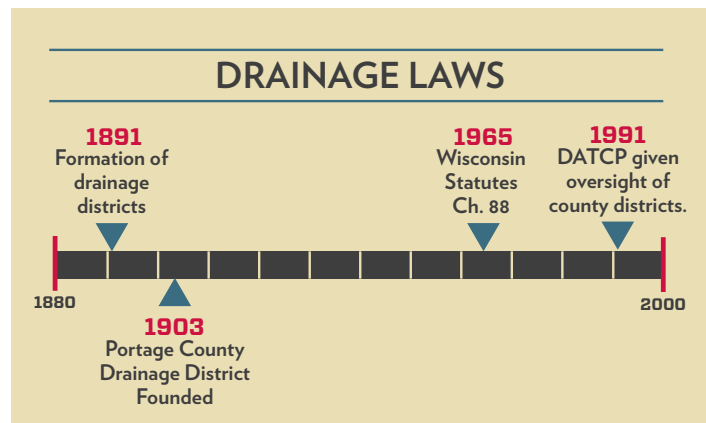 DRAINAGE LAWS
1891
Formation of
drainage
districts
1965
Wisconsin
Statutes
Ch. 88
1991
DATCP given
oversight of
county districts.
1880
2000
1903
Portage County
Drainage District
Founded